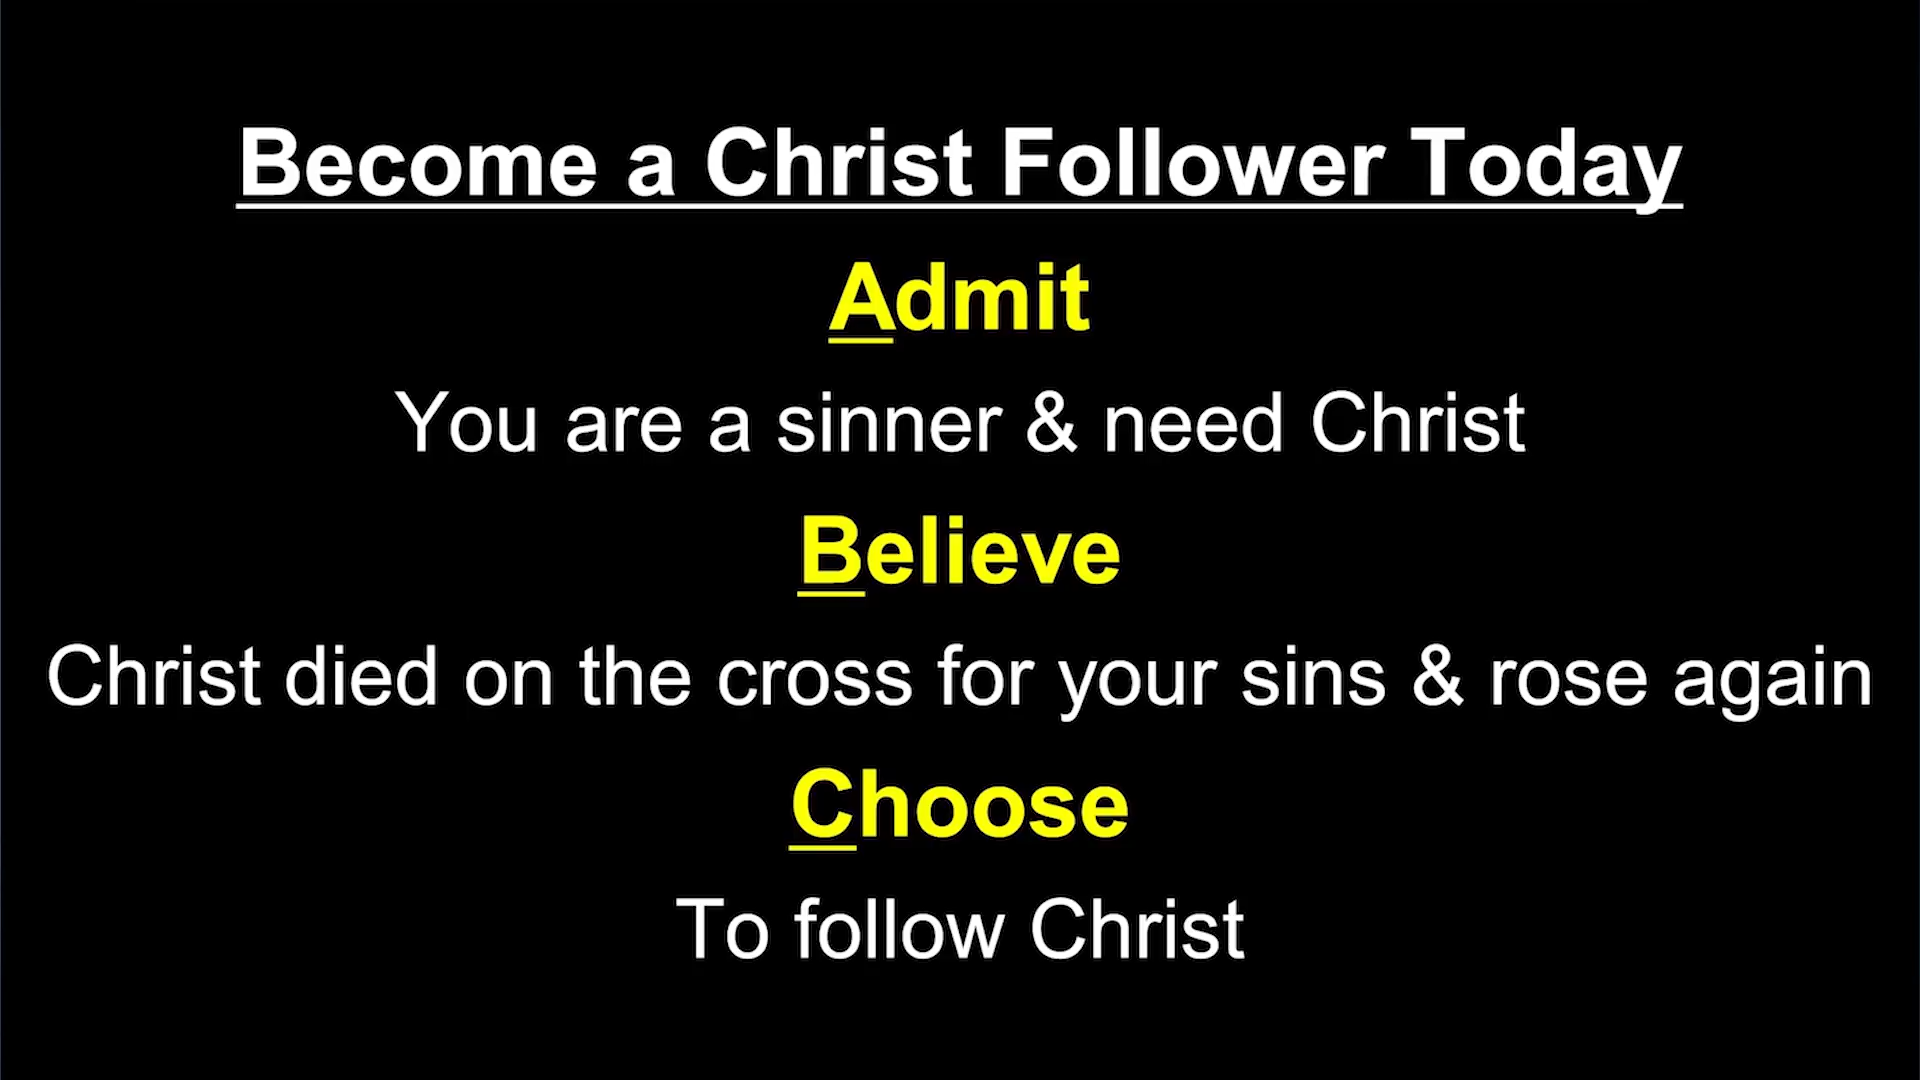 Become a Christ Follower Today
Admit
You are a sinner & need Christ
Believe
Christ died on the cross for your sins & rose again
Choose
To follow Christ